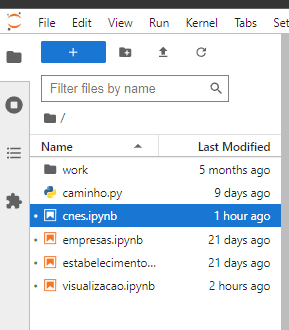 File Edit View Run Kernel Tabs Set
Filter files by name
/
Name Last Modified
work 5 months ago
caminho.py 9 days ago
cnes.ipynb 1 hour ago
empresas.ipynb 21 days ago
estabelecimento... 21 days ago
visualizacao.ipynb 2 hours ago